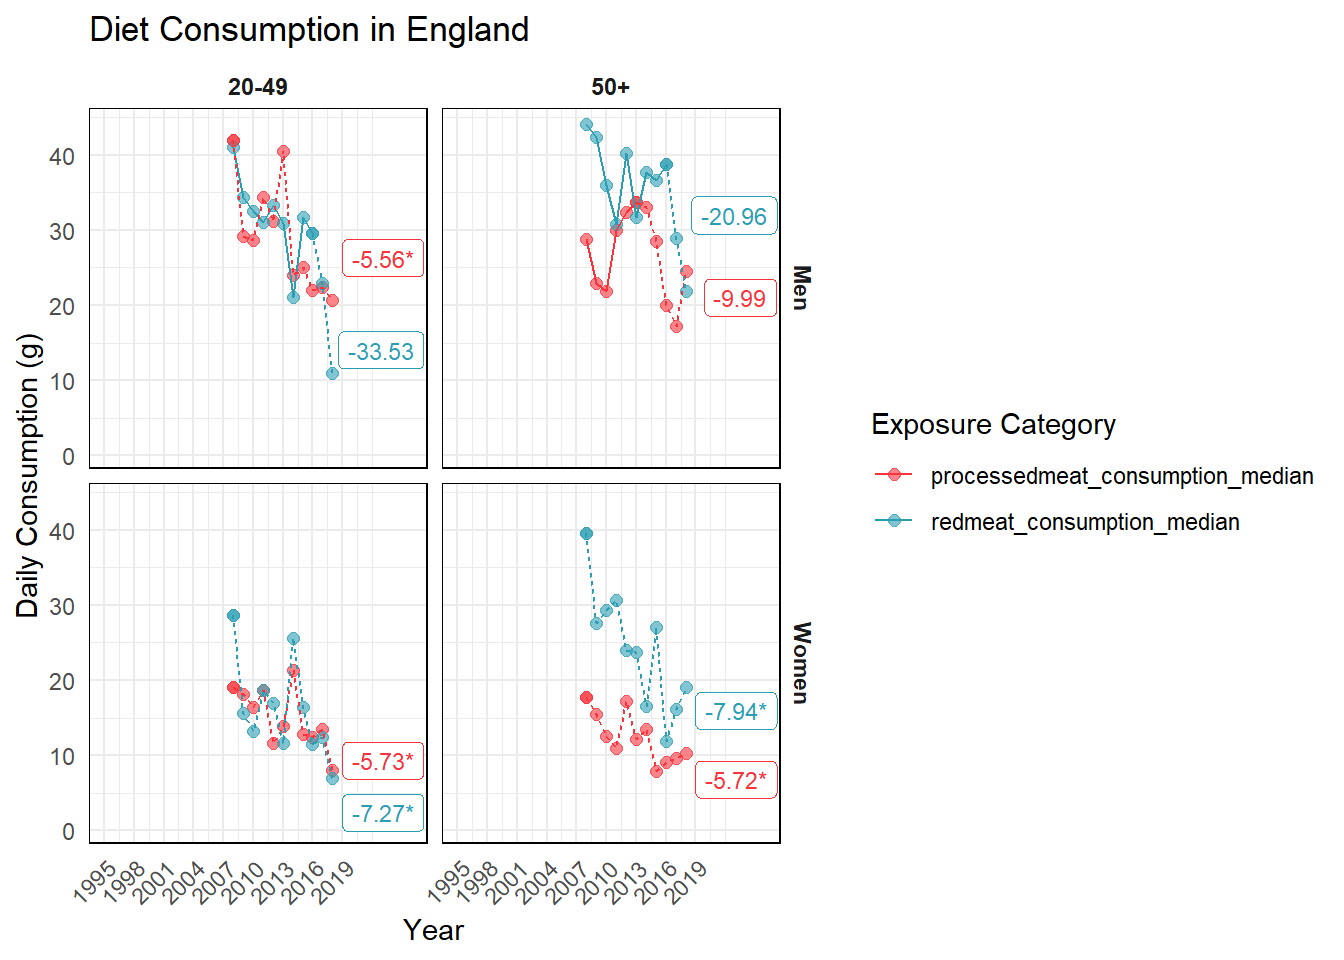 Diet Consumption in England
20-49
50+
40
30
20
10
0
-5.56*
-33.53
-20.96
-9.99
Men
Daily Consumption (g)
40
30
20
10
0
-5.73*
-7.27*
-7.94*
-5.72*
Women
1995 1998 2001 2004 2007 2010 2013 2016 2019
1995 1998 2001 2004 2007 2010 2013 2016 2019
Year
Exposure Category
processedmeat_consumption_median
redmeat_consumption_median